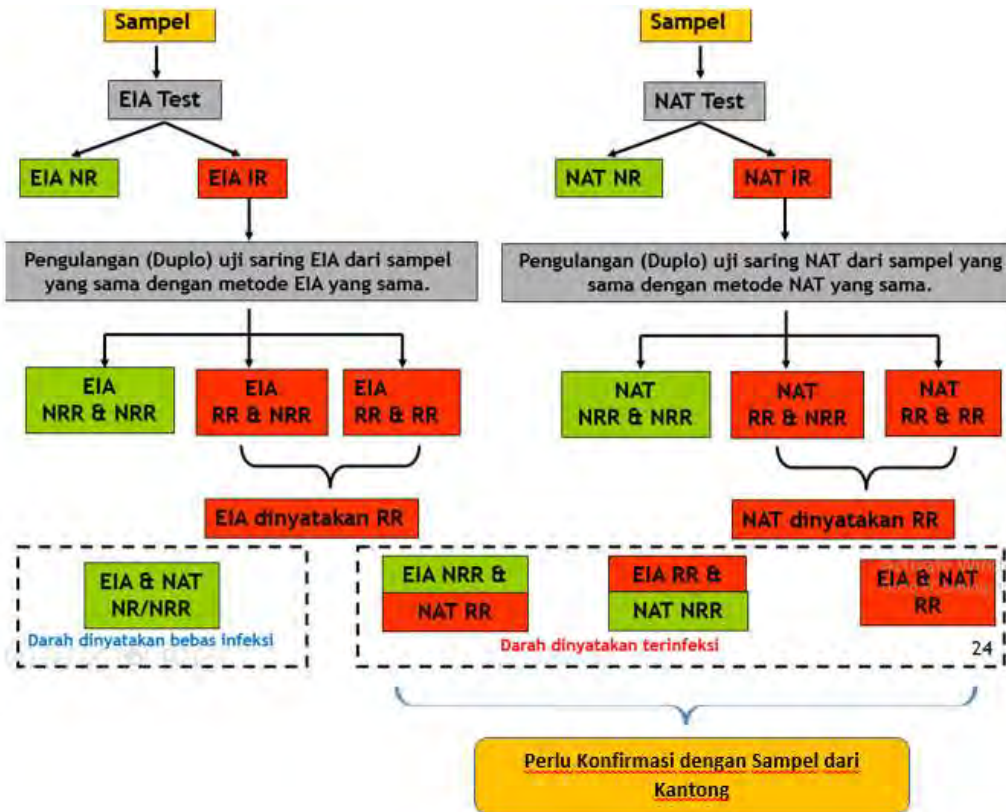 Sampel
EIA Test
EIA NR
EIA IR
Pengulangan (Duplo) uji saring EIA dari sampel
yang sama dengan metode EIA yang sama.
EIA
NRR & NRR
EIA
RR & NRR
EIA
RR & RR
EIA dinyatakan RR
Sampel
NAT Test
NAT NR
NAT IR
Pengulangan (Duplo) uji saring NAT dari sampel yang
sama dengan metode NAT yang sama.
NAT
NRR & NRR
NAT
RR & NRR
NAT
RR & RR
NAT dinyatakan RR
EIA & NAT
NR/NRR
Darah dinyatakan bebas infeksi
EIA NRR &
NAT RR
EIA RR &
NAT NRR
EIA & NAT
RR
Darah dinyatakan terinfeksi
24
Perlu Konfirmasi dengan Sampel dari
Kantong